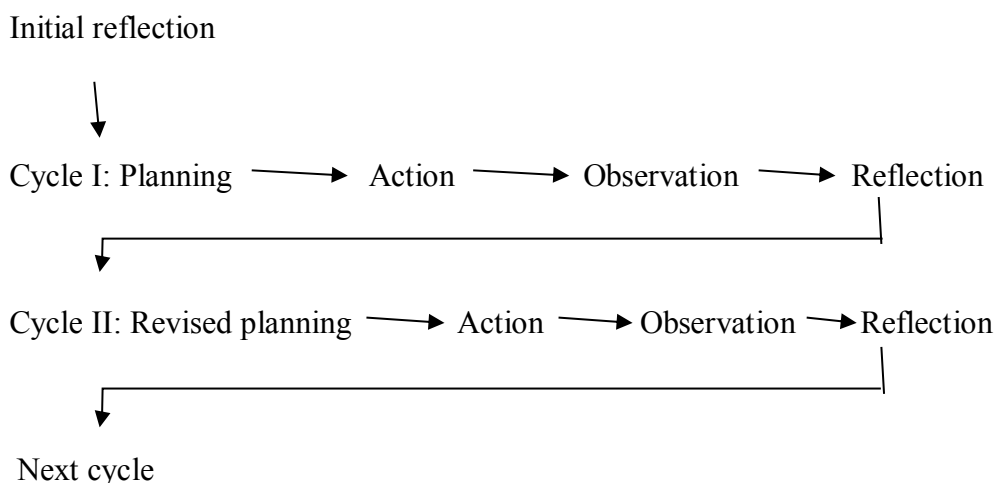 Initial reflection
Cycle I: Planning Action Observation Reflection
Cycle II: Revised planning Action Observation Reflection
Next cycle